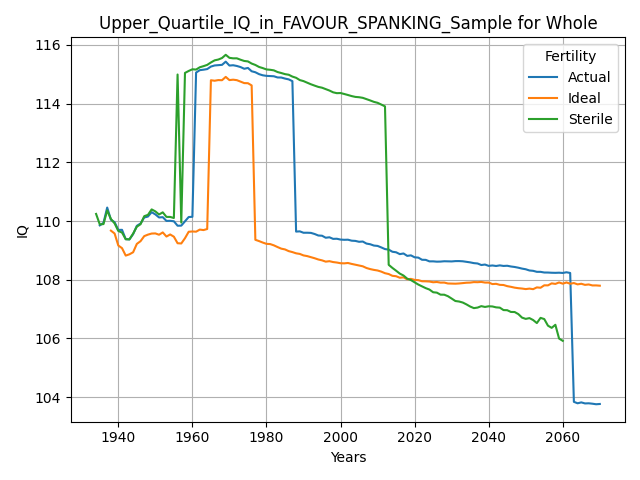 Upper_Quartile_IQ_in_FAVOUR_SPANKING_Sample for Whole
116
114
112
110
108
106
104
IQ
Fertility
Actual
Ideal
Sterile
1940
1960
1980
2000
2020
2040
2060
Years